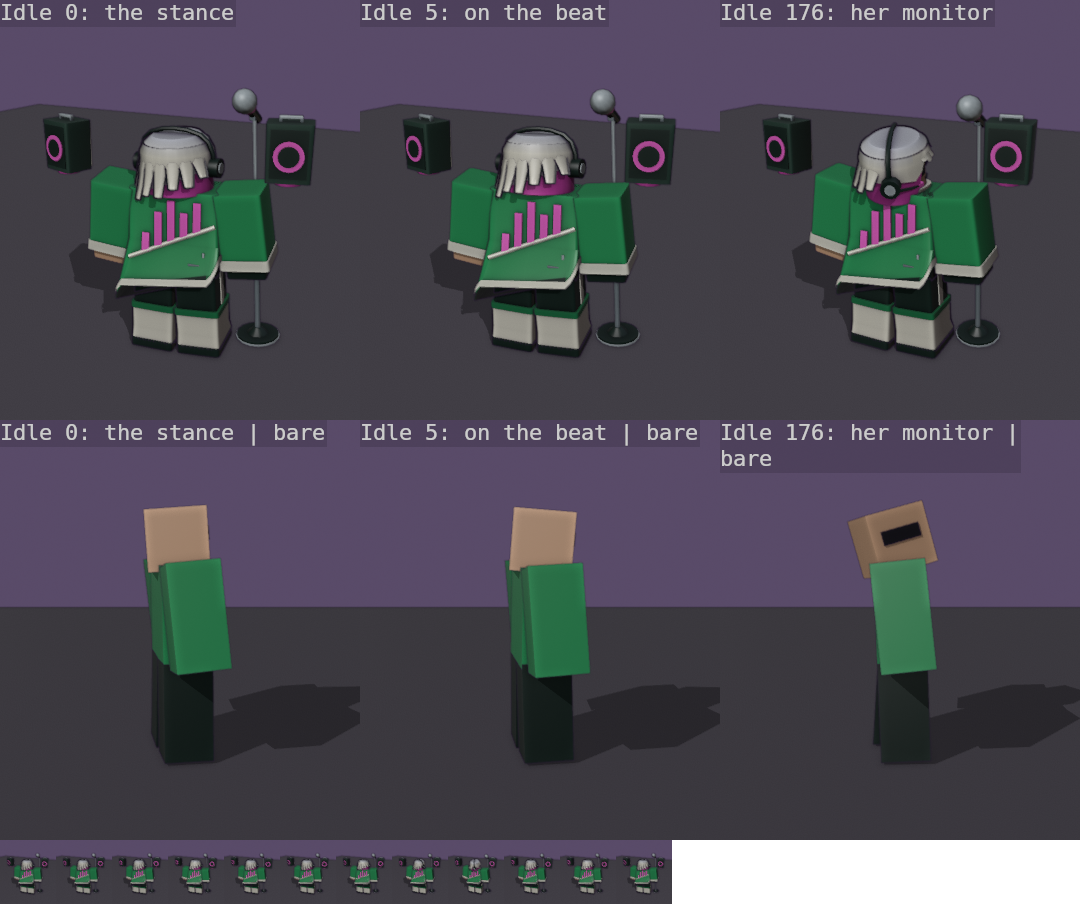 Idle 0: the stance
Idle 5: on the beat
Idle 176: her monitor
Idle 0: the stance | bare
Idle 5: on the beat | bare
Idle 176: her monitor |
bare